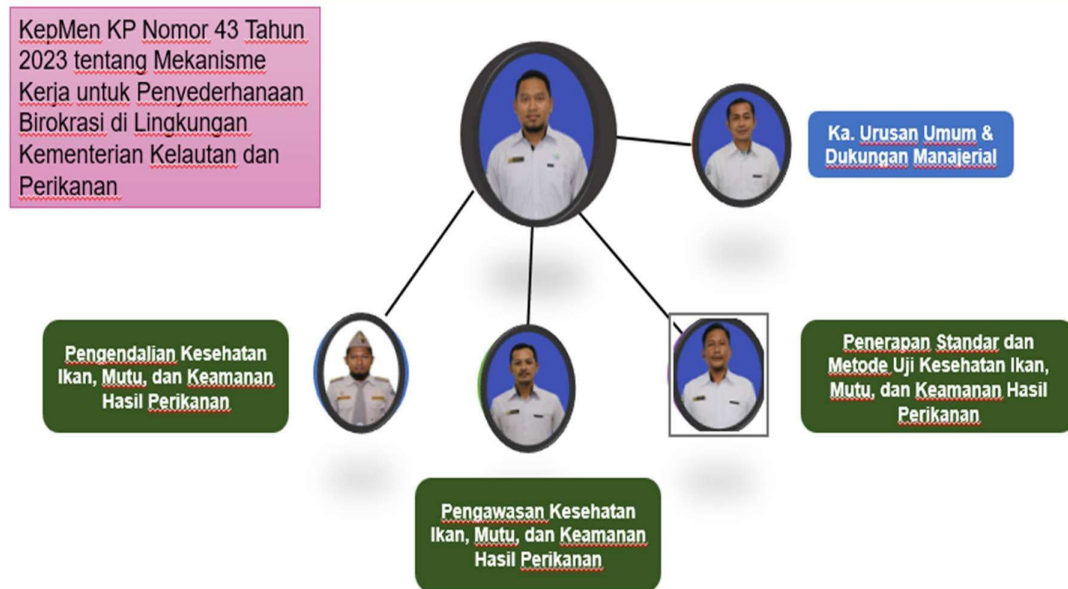 KepMen KP Nomor 43 Tahun
2023 tentang Mekanisme
Kerja untuk Penyederhanaan
Birokrasi di Lingkungan
Kementerian Kelautan dan
Perikanan
Ka. Urusan Umum &
Dukungan Manajerial
Pengendalian Kesehatan
Ikan, Mutu, dan Keamanan
Hasil Perikanan
Penerapan Standar dan
Metode Uji Kesehatan Ikan,
Mutu, dan Keamanan Hasil
Perikanan
Pengawasan Kesehatan
Ikan, Mutu, dan Keamanan
Hasil Perikanan